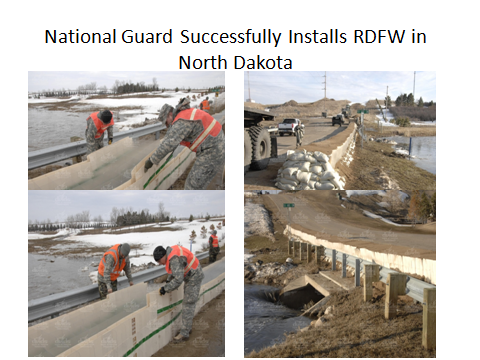 National Guard Successfully Installs RDFW in
North Dakota